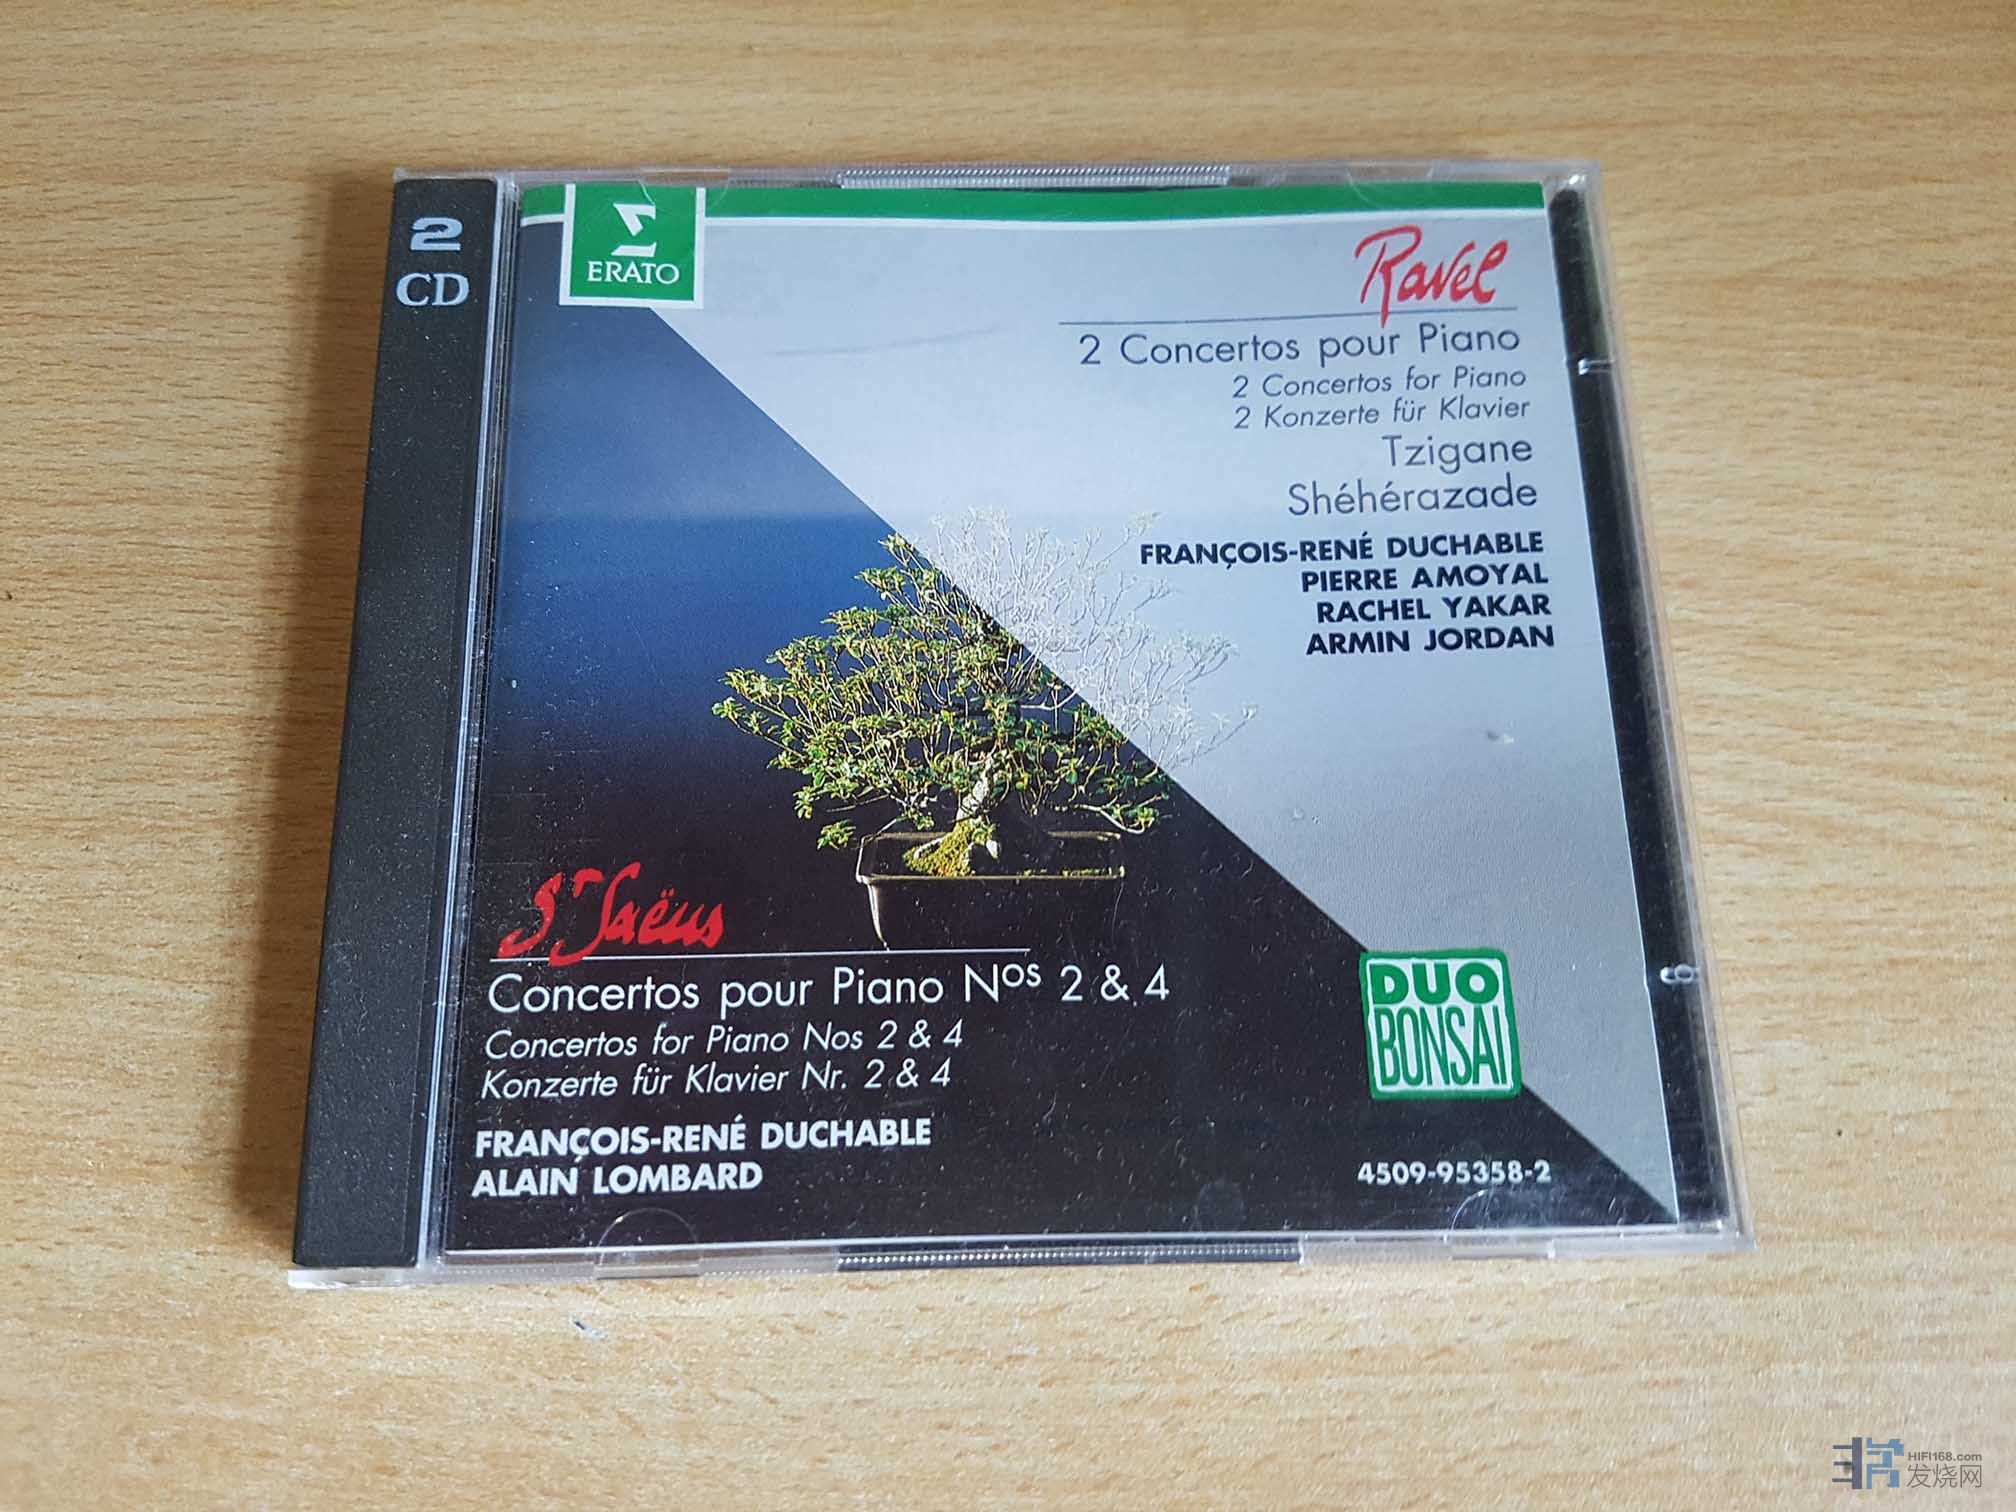 2
CD
ERATO
Ravel
2 Concertos pour Piano
2 Concertos for Piano
2 Konzerte für Klavier
Tzigane
Shéhérazade
FRANÇOIS-RENÉ DUCHABLE
PIERRE AMOYAL
RACHEL YAKAR
ARMIN JORDAN
St Saëns
Concertos pour Piano Nos 2 & 4
Concertos for Piano Nos 2 & 4
Konzerte für Klavier Nr. 2 & 4
FRANÇOIS-RENÉ DUCHABLE
ALAIN LOMBARD
DUO
BONSAI
4509-95358-2
HIFI168.com
发烧网